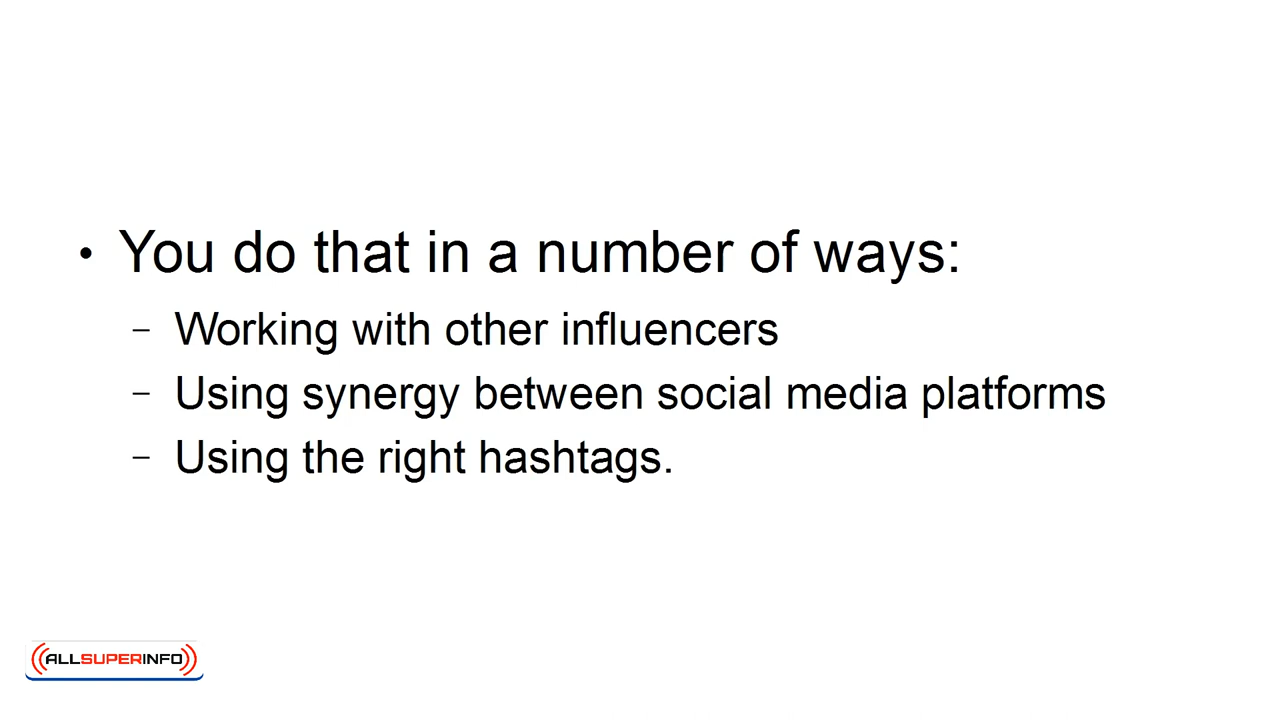 • You do that in a number of ways:
– Working with other influencers
– Using synergy between social media platforms
– Using the right hashtags.
ALLSUPERINFO